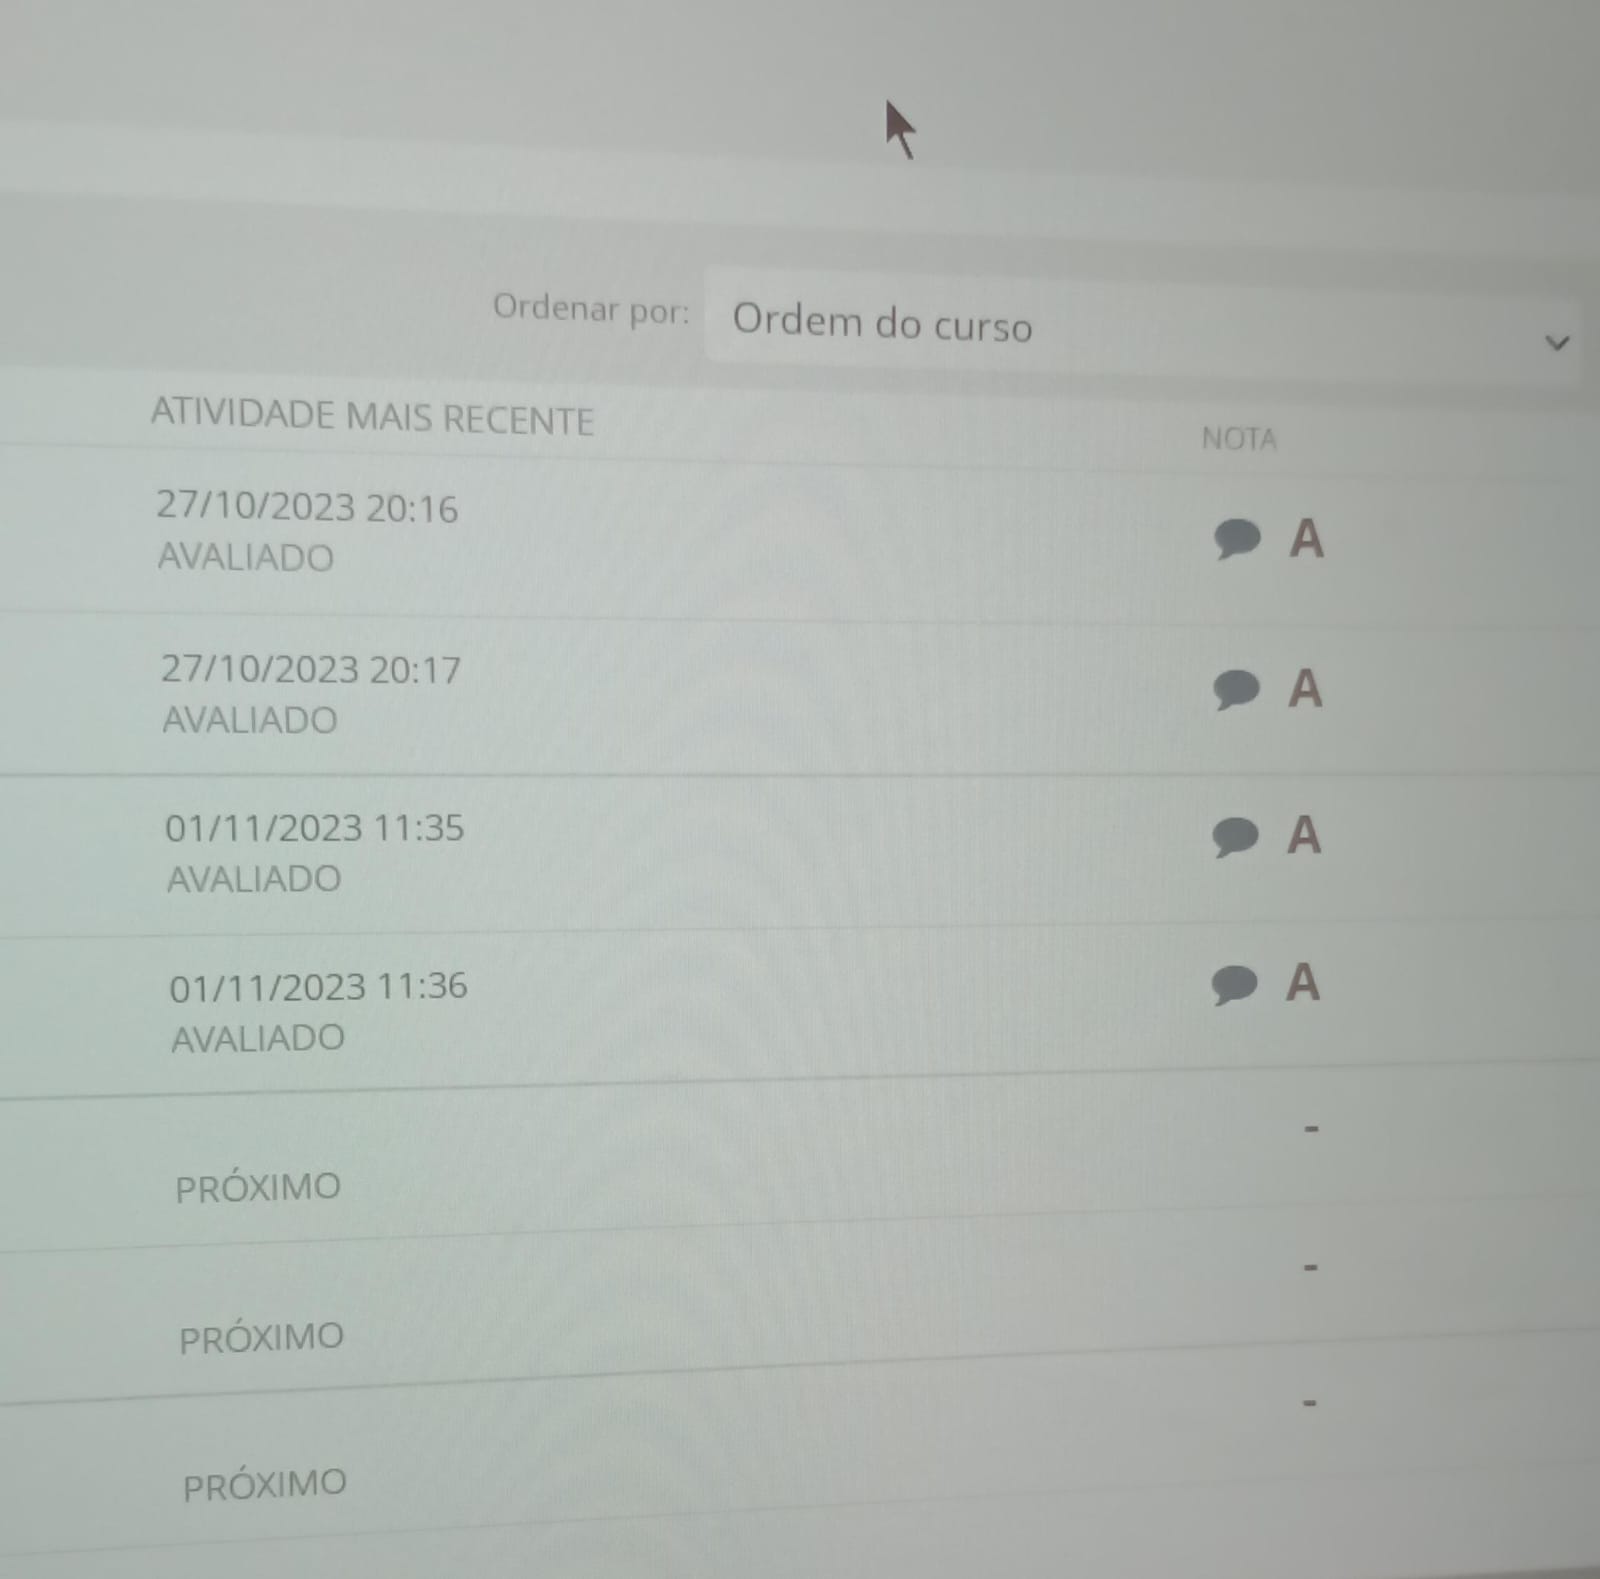 Ordenar por: Ordem do curso
ATIVIDADE MAIS RECENTE NOTA
27/10/2023 20:16
AVALIADO A
27/10/2023 20:17
AVALIADO A
01/11/2023 11:35
AVALIADO A
01/11/2023 11:36
AVALIADO A
-
PRÓXIMO
-
PRÓXIMO
-
PRÓXIMO